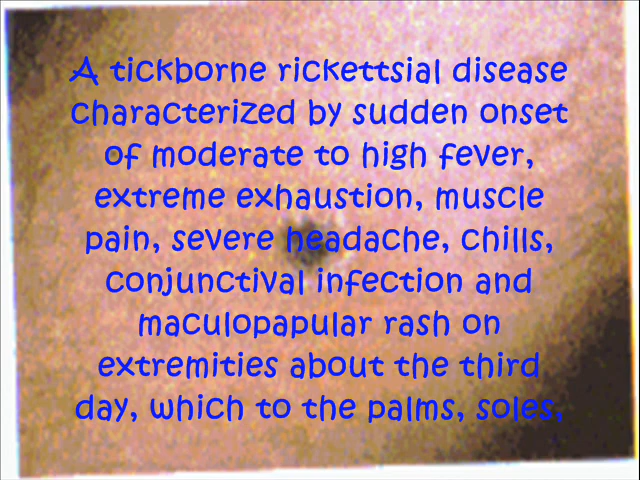 A tickborne rickettsial disease
characterized by sudden onset
of moderate to high fever,
extreme exhaustion, muscle
pain, severe headache, chills,
conjunctival infection and
maculopapular rash on
extremities about the third
day, which to the palms, soles,